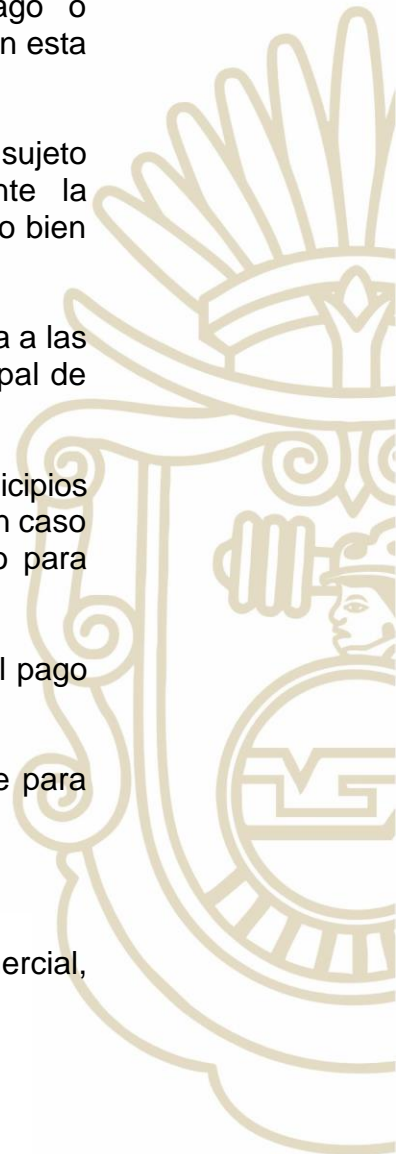 ago o
n esta
sujeto
nte la
o bien
a a las
pal de
icipios
n caso
o para
l pago
e para
ercial,